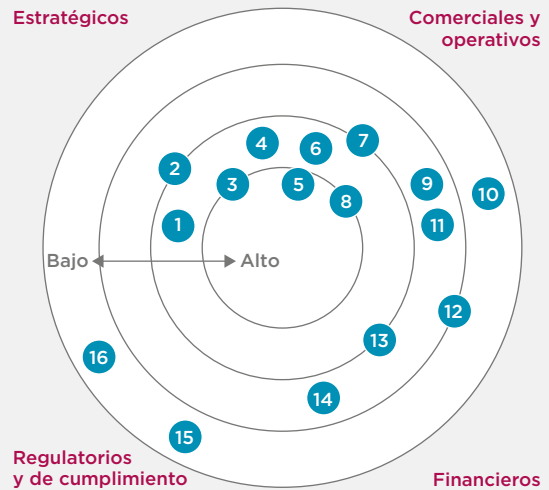 Estratégicos
Comerciales y
operativos
4
6
7
2
3
5
9
10
8
1
11
Bajo
Alto
12
13
16
14
15
Regulatorios
y de cumplimiento
Financieros